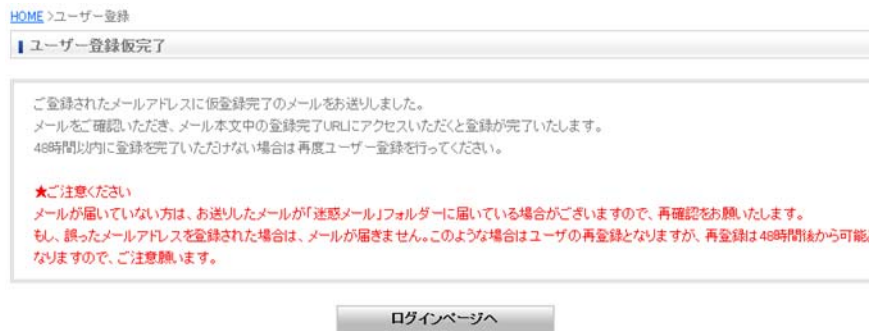 HOME >ユーザー登録
ユーザー登録仮完了
ご登録されたメールアドレスに仮登録完了のメールをお送りしました。
メールをご確認いただき、メール本文中の登録完了URLにアクセスいただくと登録が完了いたします。
48時間以内に登録を完了いただけない場合は再度ユーザー登録を行ってください。
★ご注意ください
メールが届いていない方は、お送りしたメールが「迷惑メール」フォルダーに届いている場合がございますので、再確認をお願いたします。
もし、誤ったメールアドレスを登録された場合は、メールが届きません。このような場合はユーザの再登録となりますが、再登録は48時間後から可能
なりますので、ご注意願います。
ログインページへ